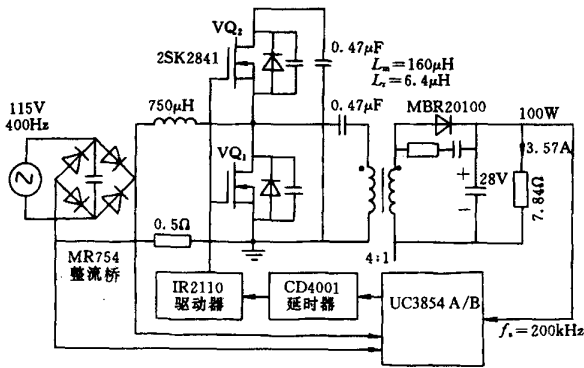 VQ₂
2SK2841
0.47μF
Lₘ=160μH
Lᵣ=6.4μH
115V
400Hz
750μH
0.47μF
MBR20100
100W
3.57A
VQ₁
+
28V
−
7.84Ω
0.5Ω
MR754
整流桥
4:1
IR2110
驱动器
CD4001
延时器
UC3854 A/B
fₛ=200kHz